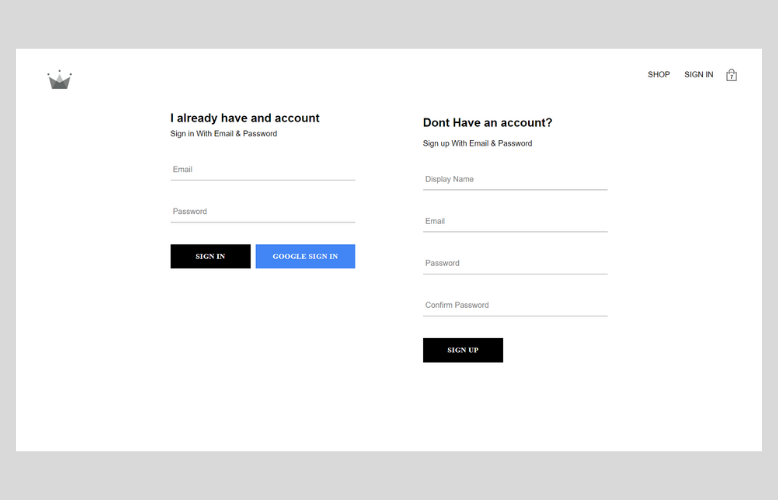 SHOP SIGN IN 7
I already have and account
Sign in With Email & Password
Email
Password
SIGN IN GOOGLE SIGN IN
Dont Have an account?
Sign up With Email & Password
Display Name
Email
Password
Confirm Password
SIGN UP